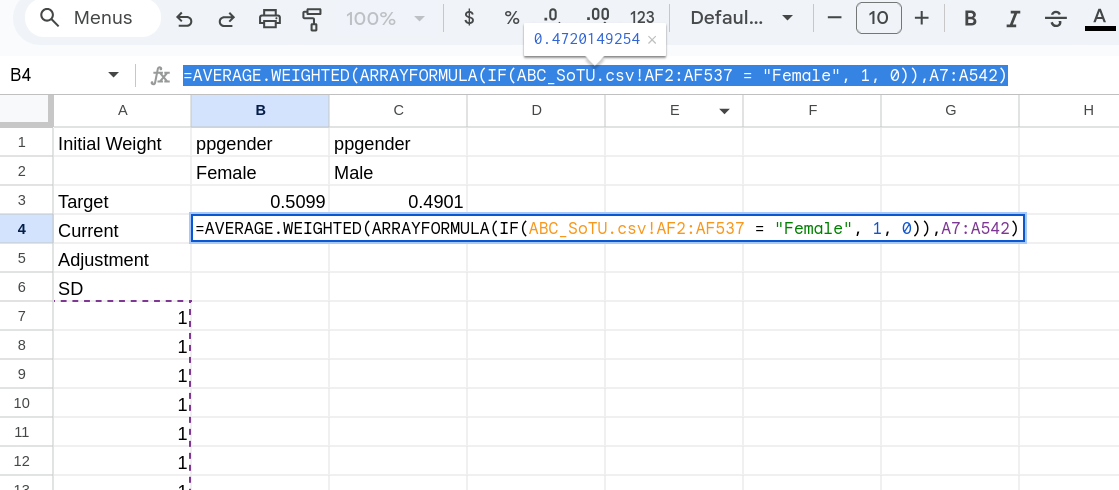 Menus 100% $ % .0 .00 123 Defaul... 10 B I S A
0.4720149254 ×
B4 fx =AVERAGE.WEIGHTED(ARRAYFORMULA(IF(ABC_SoTU.csv!AF2:AF537 = "Female", 1, 0)),A7:A542)
A B C D E F G H
1 Initial Weight ppgender ppgender
2 Female Male
3 Target 0.5099 0.4901
4 Current =AVERAGE.WEIGHTED(ARRAYFORMULA(IF(ABC_SoTU.csv!AF2:AF537 = "Female", 1, 0)),A7:A542)
5 Adjustment
6 SD
7 1
8 1
9 1
10 1
11 1
12 1
13 1